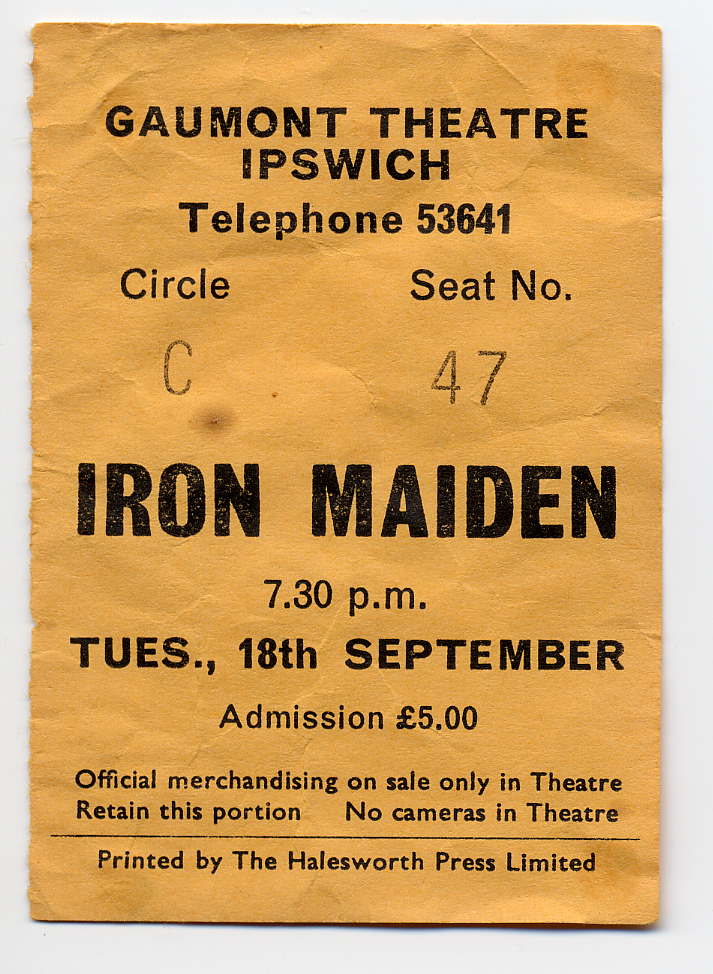 GAUMONT THEATRE
IPSWICH
Telephone 53641
Circle Seat No.
C 47
IRON MAIDEN
7.30 p.m.
TUES., 18th SEPTEMBER
Admission £5.00
Official merchandising on sale only in Theatre
Retain this portion No cameras in Theatre
Printed by The Halesworth Press Limited